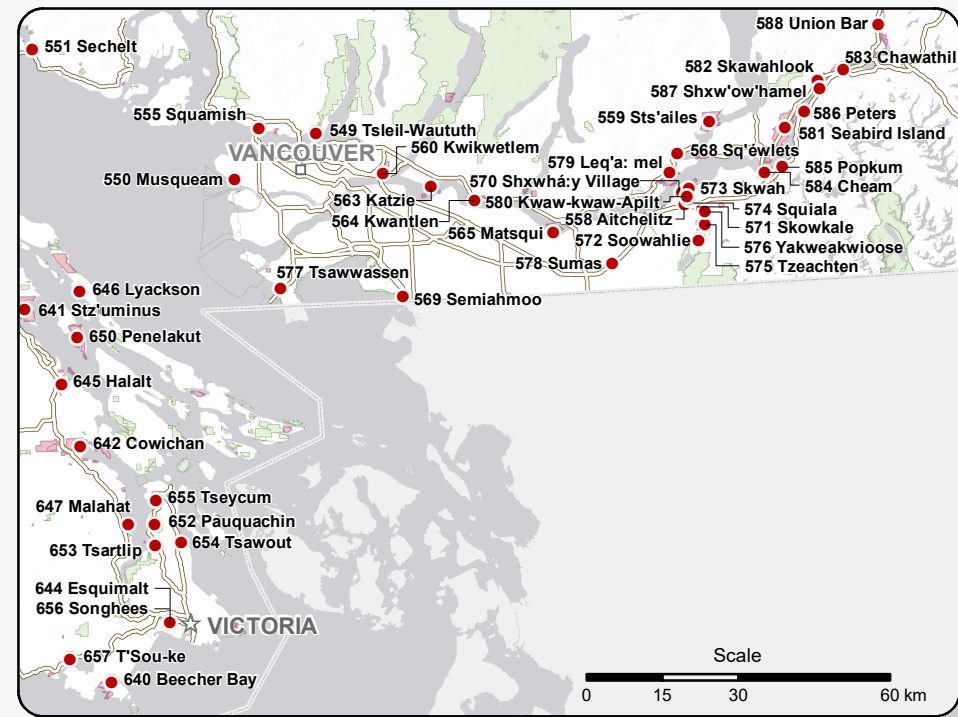 588 Union Bar
551 Sechelt
583 Chawathil
582 Skawahlook
587 Shxw'ow'hamel
586 Peters
555 Squamish
559 Sts'ailes
549 Tsleil-Waututh
581 Seabird Island
560 Kwikwetlem
568 Sq'éwlets
VANCOUVER
579 Leq'a: mel
585 Popkum
550 Musqueam
570 Shxwhá:y Village
573 Skwah
584 Cheam
563 Katzie
580 Kwaw-kwaw-Apilt
574 Squiala
564 Kwantlen
558 Aitchelitz
571 Skowkale
565 Matsqui
572 Soowahlie
576 Yakweakwioose
578 Sumas
575 Tzeachten
577 Tsawwassen
646 Lyackson
569 Semiahmoo
641 Stz'uminus
650 Penelakut
645 Halalt
642 Cowichan
655 Tseycum
647 Malahat
652 Pauquachin
654 Tsawout
653 Tsartlip
644 Esquimalt
656 Songhees
VICTORIA
657 T'Sou-ke
640 Beecher Bay
Scale
0 15 30 60 km